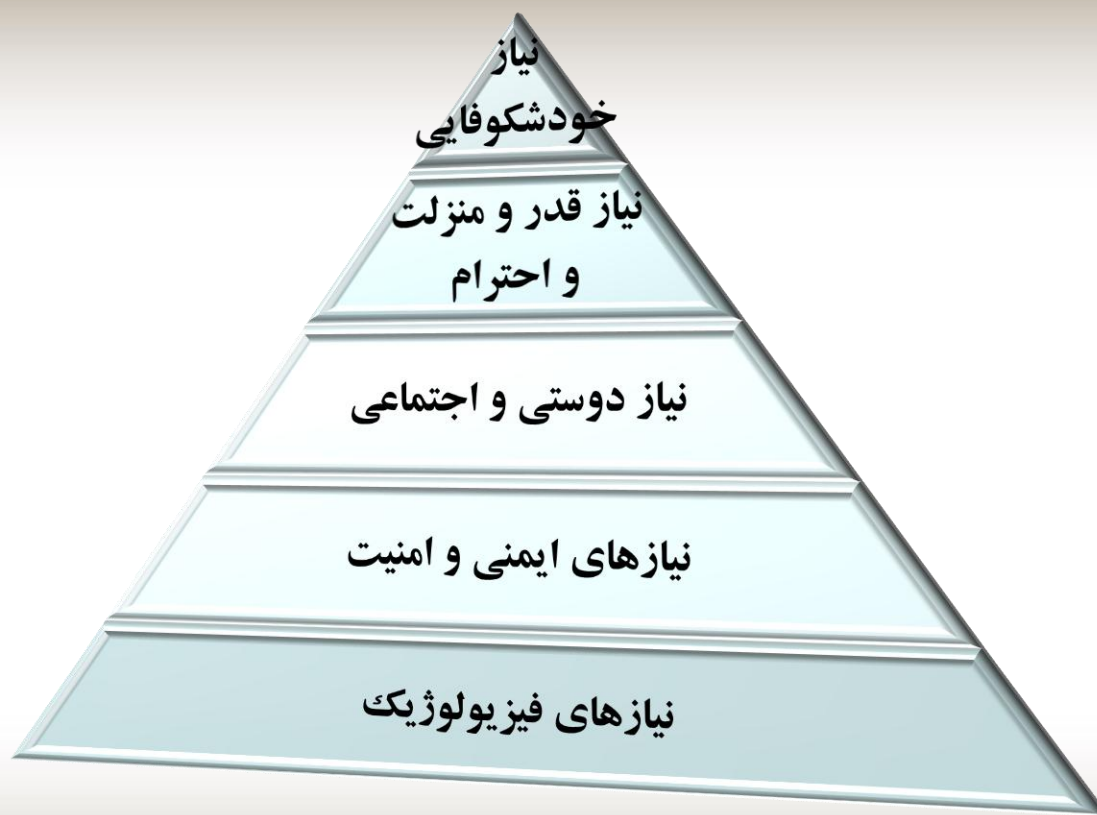 نیاز
خودشکوفایی
نیاز قدر و منزلت
و احترام
نیاز دوستی و اجتماعی
نیازهای ایمنی و امنیت
نیازهای فیزیولوژیک